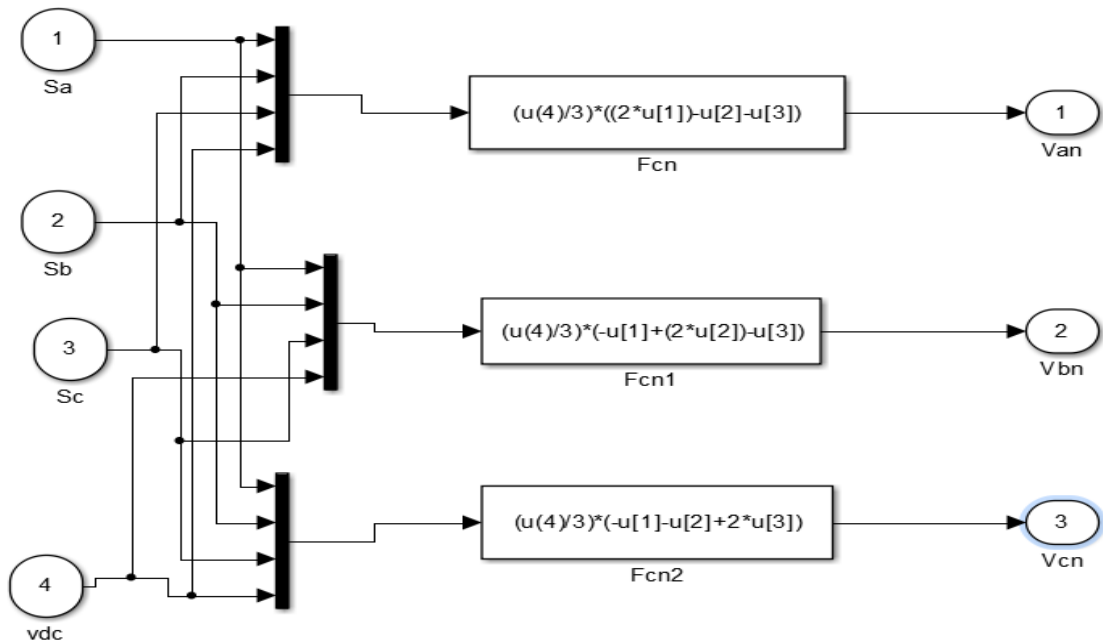 1
Sa
(u(4)/3)*((2*u[1])-u[2]-u[3])
Fcn
1
Van
2
Sb
(u(4)/3)*(-u[1]+(2*u[2])-u[3])
Fcn1
2
Vbn
3
Sc
(u(4)/3)*(-u[1]-u[2]+2*u[3])
Fcn2
3
Vcn
4
vdc